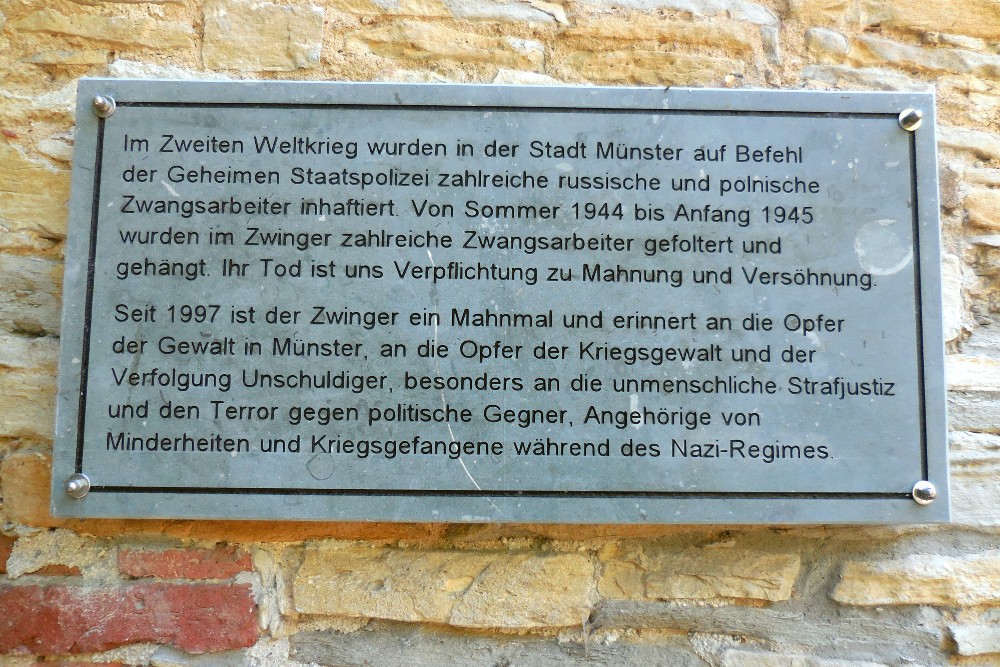 Im Zweiten Weltkrieg wurden in der Stadt Münster auf Befehl
der Geheimen Staatspolizei zahlreiche russische und polnische
Zwangsarbeiter inhaftiert. Von Sommer 1944 bis Anfang 1945
wurden im Zwinger zahlreiche Zwangsarbeiter gefoltert und
gehängt. Ihr Tod ist uns Verpflichtung zu Mahnung und Versöhnung.
Seit 1997 ist der Zwinger ein Mahnmal und erinnert an die Opfer
der Gewalt in Münster, an die Opfer der Kriegsgewalt und der
Verfolgung Unschuldiger, besonders an die unmenschliche Strafjustiz
und den Terror gegen politische Gegner, Angehörige von
Minderheiten und Kriegsgefangene während des Nazi-Regimes.